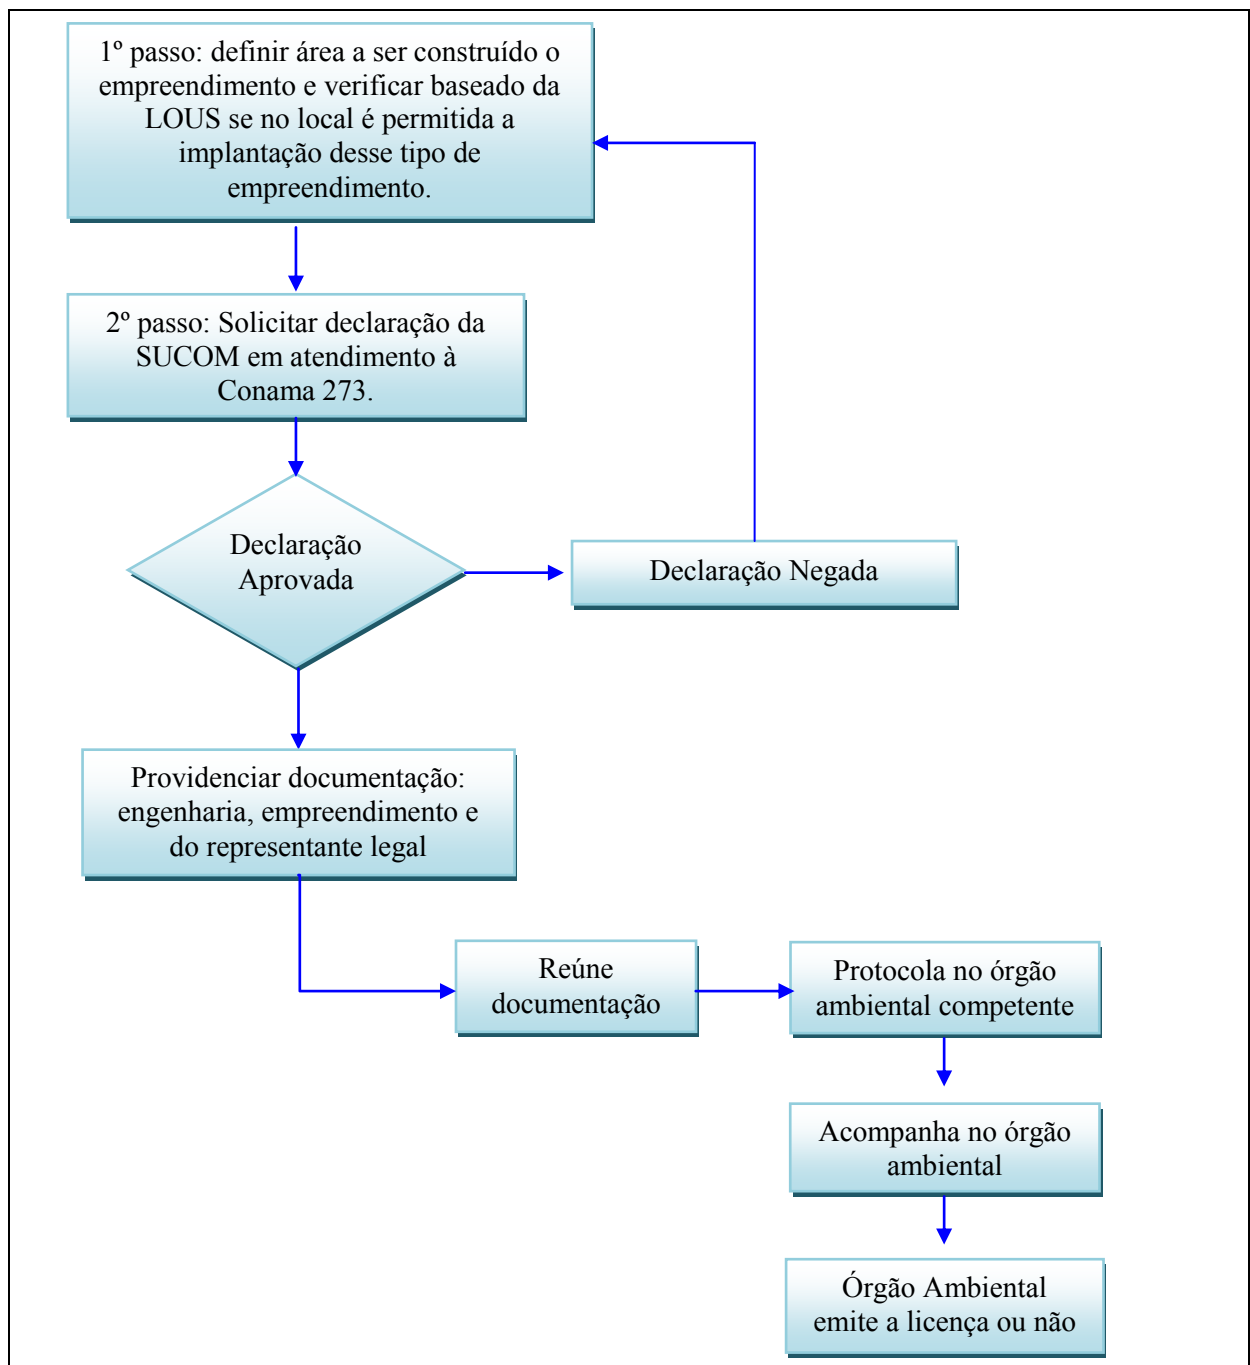 1º passo: definir área a ser construído o
empreendimento e verificar baseado da
LOUS se no local é permitida a
implantação desse tipo de
empreendimento.
2º passo: Solicitar declaração da
SUCOM em atendimento à
Conama 273.
Declaração
Aprovada
Declaração Negada
Providenciar documentação:
engenharia, empreendimento e
do representante legal
Reúne
documentação
Protocola no órgão
ambiental competente
Acompanha no órgão
ambiental
Órgão Ambiental
emite a licença ou não